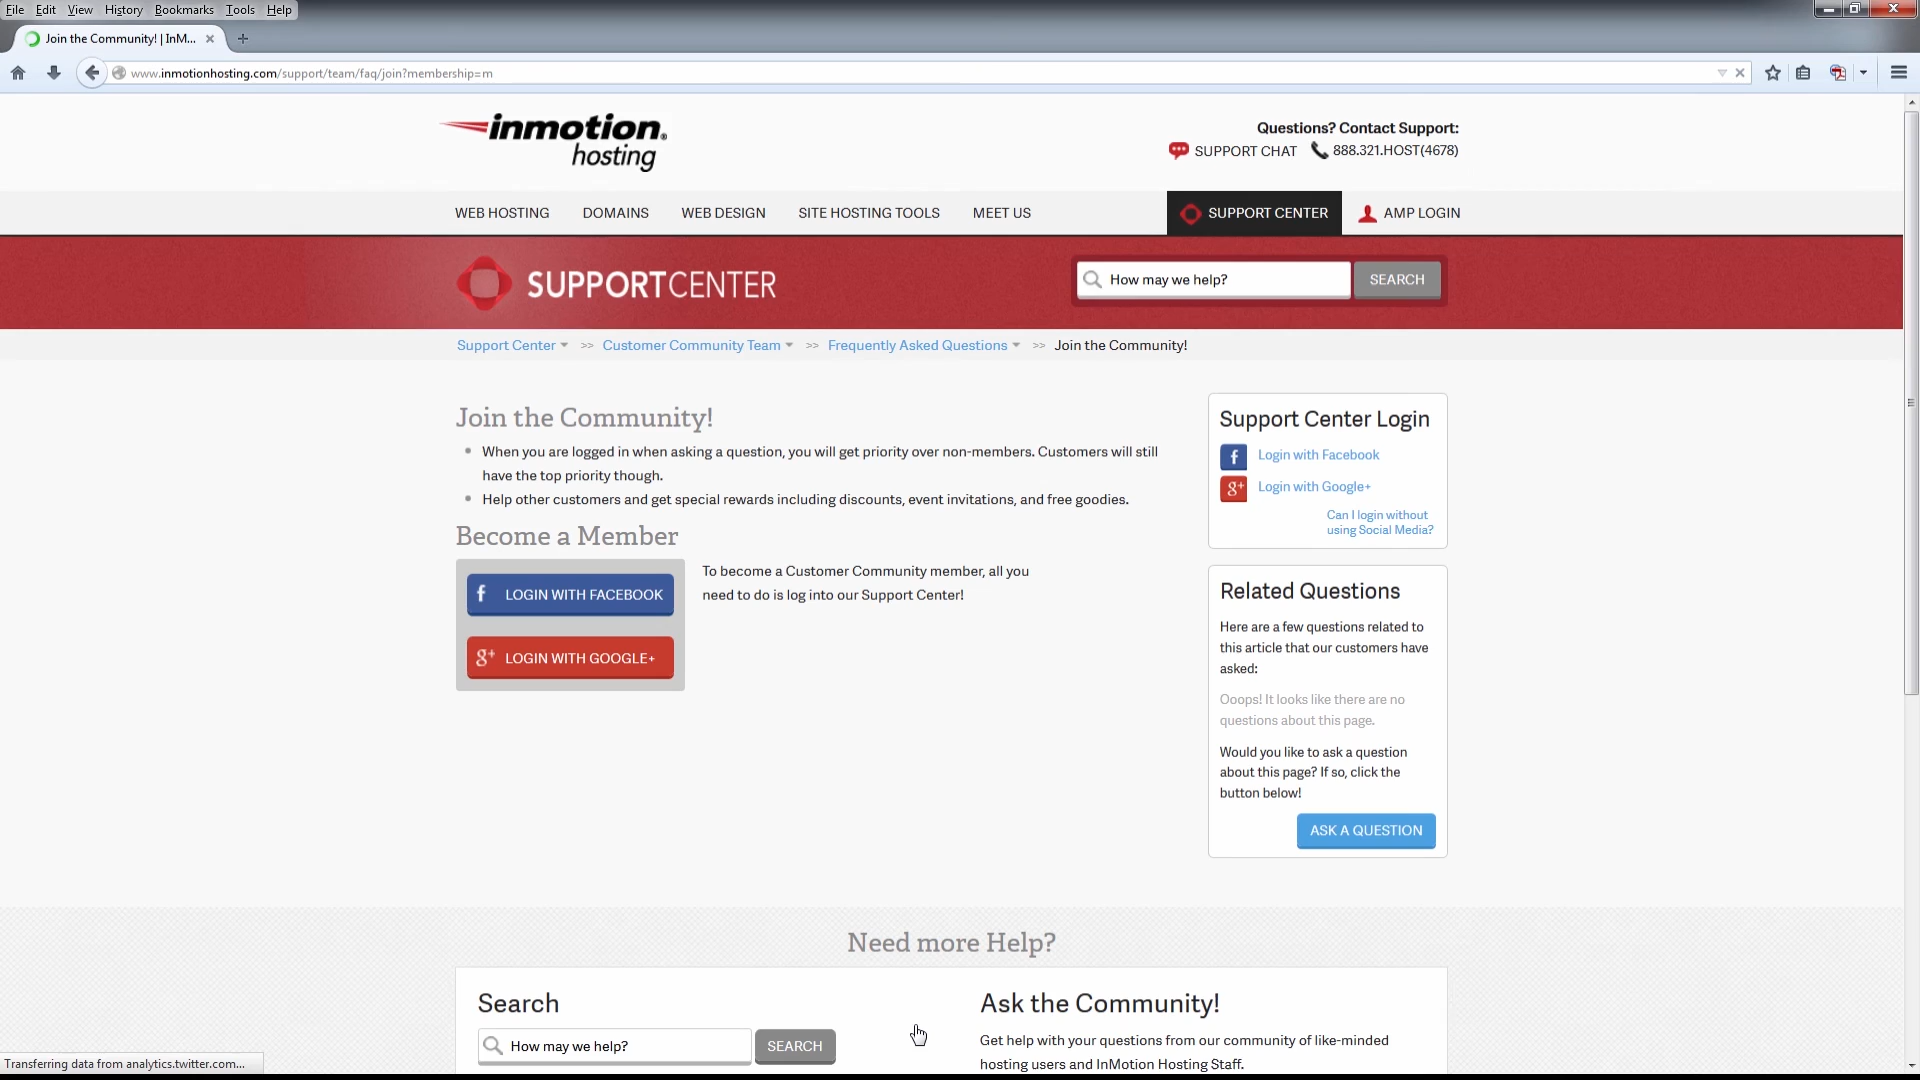 File Edit View History Bookmarks Tools Help
Join the Community! | InM...
www.inmotionhosting.com/support/team/faq/join?membership=m
inmotion®
hosting
Questions? Contact Support:
SUPPORT CHAT 888.321.HOST(4678)
WEB HOSTING DOMAINS WEB DESIGN SITE HOSTING TOOLS MEET US SUPPORT CENTER AMP LOGIN
SUPPORTCENTER
How may we help? SEARCH
Support Center >> Customer Community Team >> Frequently Asked Questions >> Join the Community!
Join the Community!
• When you are logged in when asking a question, you will get priority over non-members. Customers will still
have the top priority though.
• Help other customers and get special rewards including discounts, event invitations, and free goodies.
Become a Member
f LOGIN WITH FACEBOOK
g+ LOGIN WITH GOOGLE+
To become a Customer Community member, all you
need to do is log into our Support Center!
Support Center Login
f Login with Facebook
g+ Login with Google+
Can I login without
using Social Media?
Related Questions
Here are a few questions related to
this article that our customers have
asked:
Ooops! It looks like there are no
questions about this page.
Would you like to ask a question
about this page? If so, click the
button below!
ASK A QUESTION
Need more Help?
Search
How may we help? SEARCH
Ask the Community!
Get help with your questions from our community of like-minded
hosting users and InMotion Hosting Staff.
Transferring data from analytics.twitter.com...